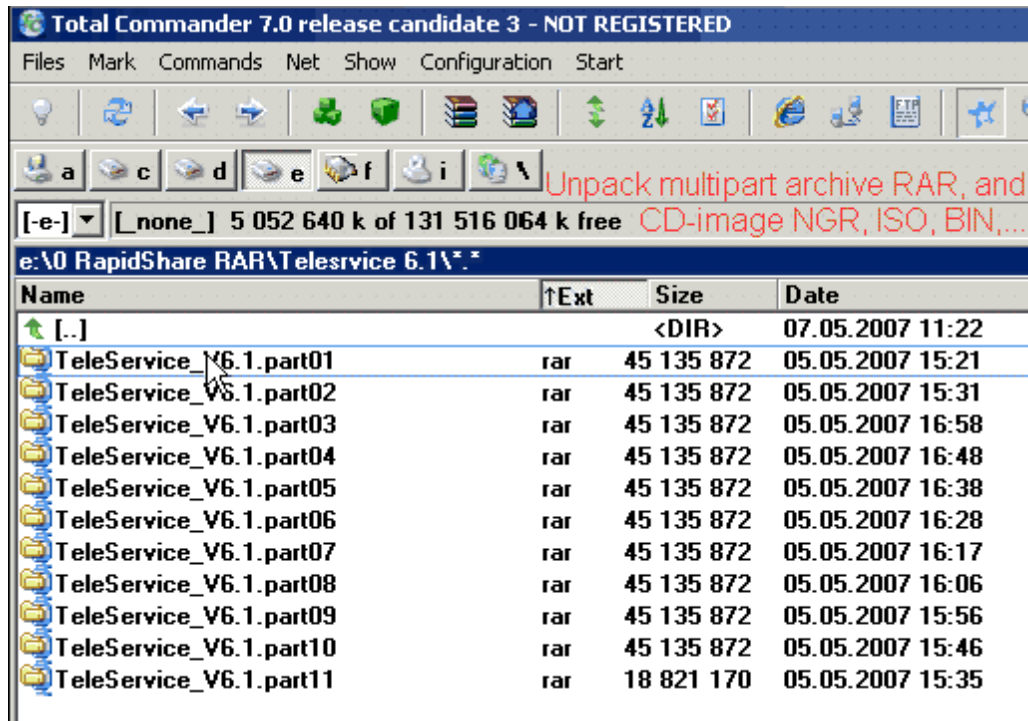 Total Commander 7.0 release candidate 3 - NOT REGISTERED
Files Mark Commands Net Show Configuration Start
FTP
a c d e f i \
Unpack multipart archive RAR, and
[-e-] [_none_] 5 052 640 k of 131 516 064 k free CD-image NGR, ISO, BIN,...
e:\0 RapidShare RAR\Telesrvice 6.1\*.*
Name ↑Ext Size Date
[..] <DIR> 07.05.2007 11:22
TeleService_V6.1.part01 rar 45 135 872 05.05.2007 15:21
TeleService_V6.1.part02 rar 45 135 872 05.05.2007 15:31
TeleService_V6.1.part03 rar 45 135 872 05.05.2007 16:58
TeleService_V6.1.part04 rar 45 135 872 05.05.2007 16:48
TeleService_V6.1.part05 rar 45 135 872 05.05.2007 16:38
TeleService_V6.1.part06 rar 45 135 872 05.05.2007 16:28
TeleService_V6.1.part07 rar 45 135 872 05.05.2007 16:17
TeleService_V6.1.part08 rar 45 135 872 05.05.2007 16:06
TeleService_V6.1.part09 rar 45 135 872 05.05.2007 15:56
TeleService_V6.1.part10 rar 45 135 872 05.05.2007 15:46
TeleService_V6.1.part11 rar 18 821 170 05.05.2007 15:35